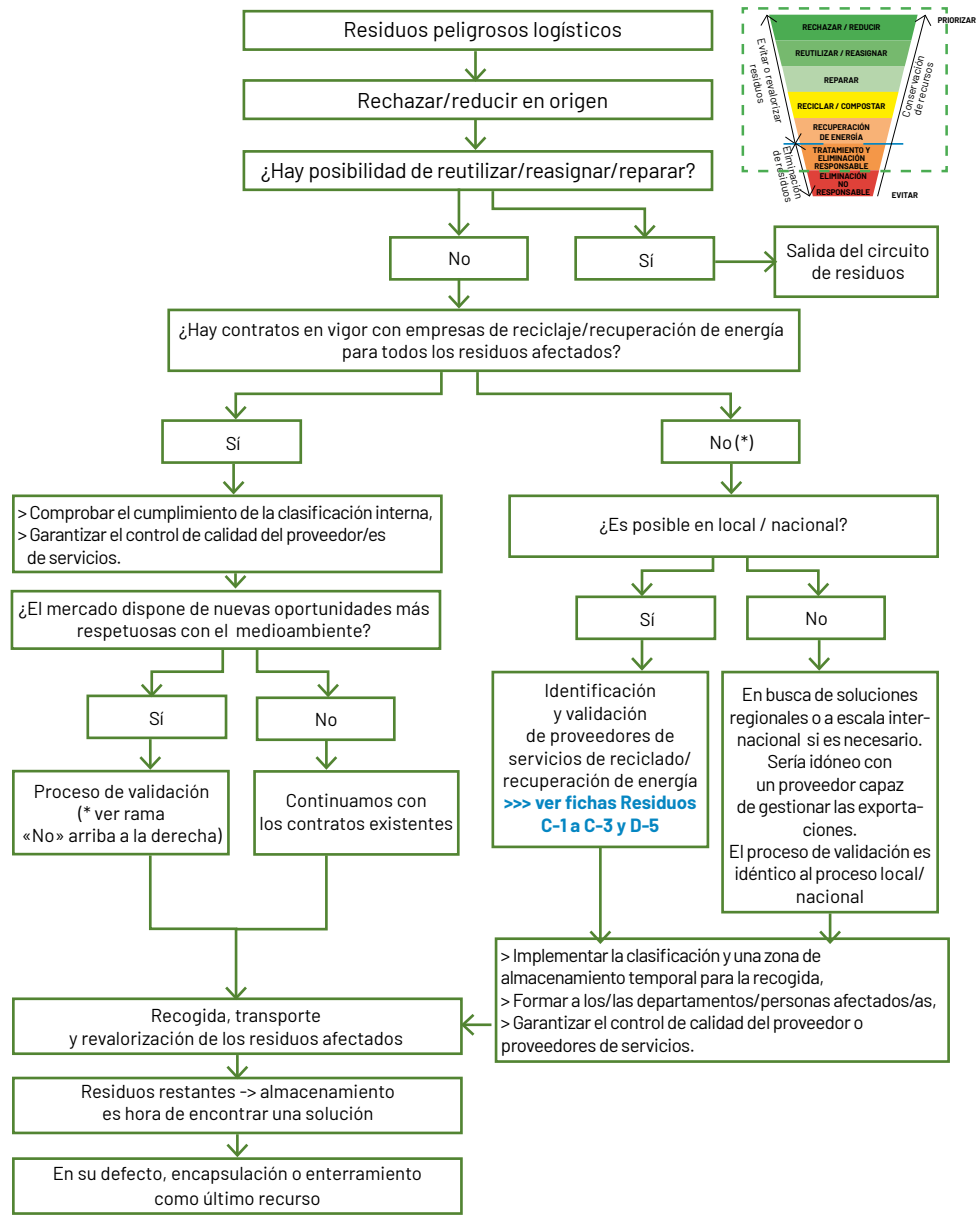 Residuos peligrosos logísticos
Rechazar/reducir en origen
¿Hay posibilidad de reutilizar/reasignar/reparar?
PRIORIZAR
RECHAZAR / REDUCIR
REUTILIZAR / REASIGNAR
REPARAR
RECICLAR / COMPOSTAR
RECUPERACIÓN
DE ENERGÍA
TRATAMIENTO Y
ELIMINACIÓN
RESPONSABLE
ELIMINACIÓN
NO
RESPONSABLE
EVITAR
Evitar o revalorizar
residuos
Eliminación
de residuos
Conservación
de recursos
No
Sí
Salida del circuito
de residuos
¿Hay contratos en vigor con empresas de reciclaje/recuperación de energía
para todos los residuos afectados?
Sí
No (*)
> Comprobar el cumplimiento de la clasificación interna,
> Garantizar el control de calidad del proveedor/es
de servicios.
¿Es posible en local / nacional?
¿El mercado dispone de nuevas oportunidades más
respetuosas con el medioambiente?
Sí
No
Sí
No
Proceso de validación
(* ver rama
«No» arriba a la derecha)
Continuamos con
los contratos existentes
Identificación
y validación
de proveedores de
servicios de reciclado/
recuperación de energía
>>> ver fichas Residuos
C-1 a C-3 y D-5
En busca de soluciones
regionales o a escala inter-
nacional si es necesario.
Sería idóneo con
un proveedor capaz
de gestionar las exporta-
ciones.
El proceso de validación es
idéntico al proceso local/
nacional
> Implementar la clasificación y una zona de
almacenamiento temporal para la recogida,
> Formar a los/las departamentos/personas afectados/as,
> Garantizar el control de calidad del proveedor o
proveedores de servicios.
Recogida, transporte
y revalorización de los residuos afectados
Residuos restantes -> almacenamiento
es hora de encontrar una solución
En su defecto, encapsulación o enterramiento
como último recurso